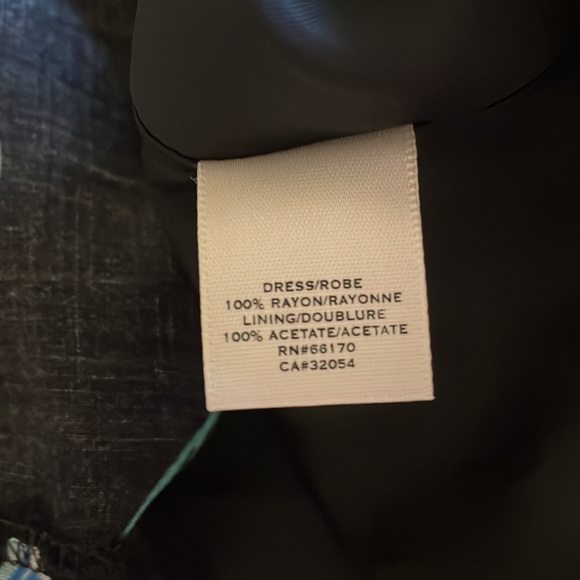 DRESS/ROBE
100% RAYON/RAYONNE
LINING/DOUBLURE
100% ACETATE/ACETATE
RN#66170
CA#32054